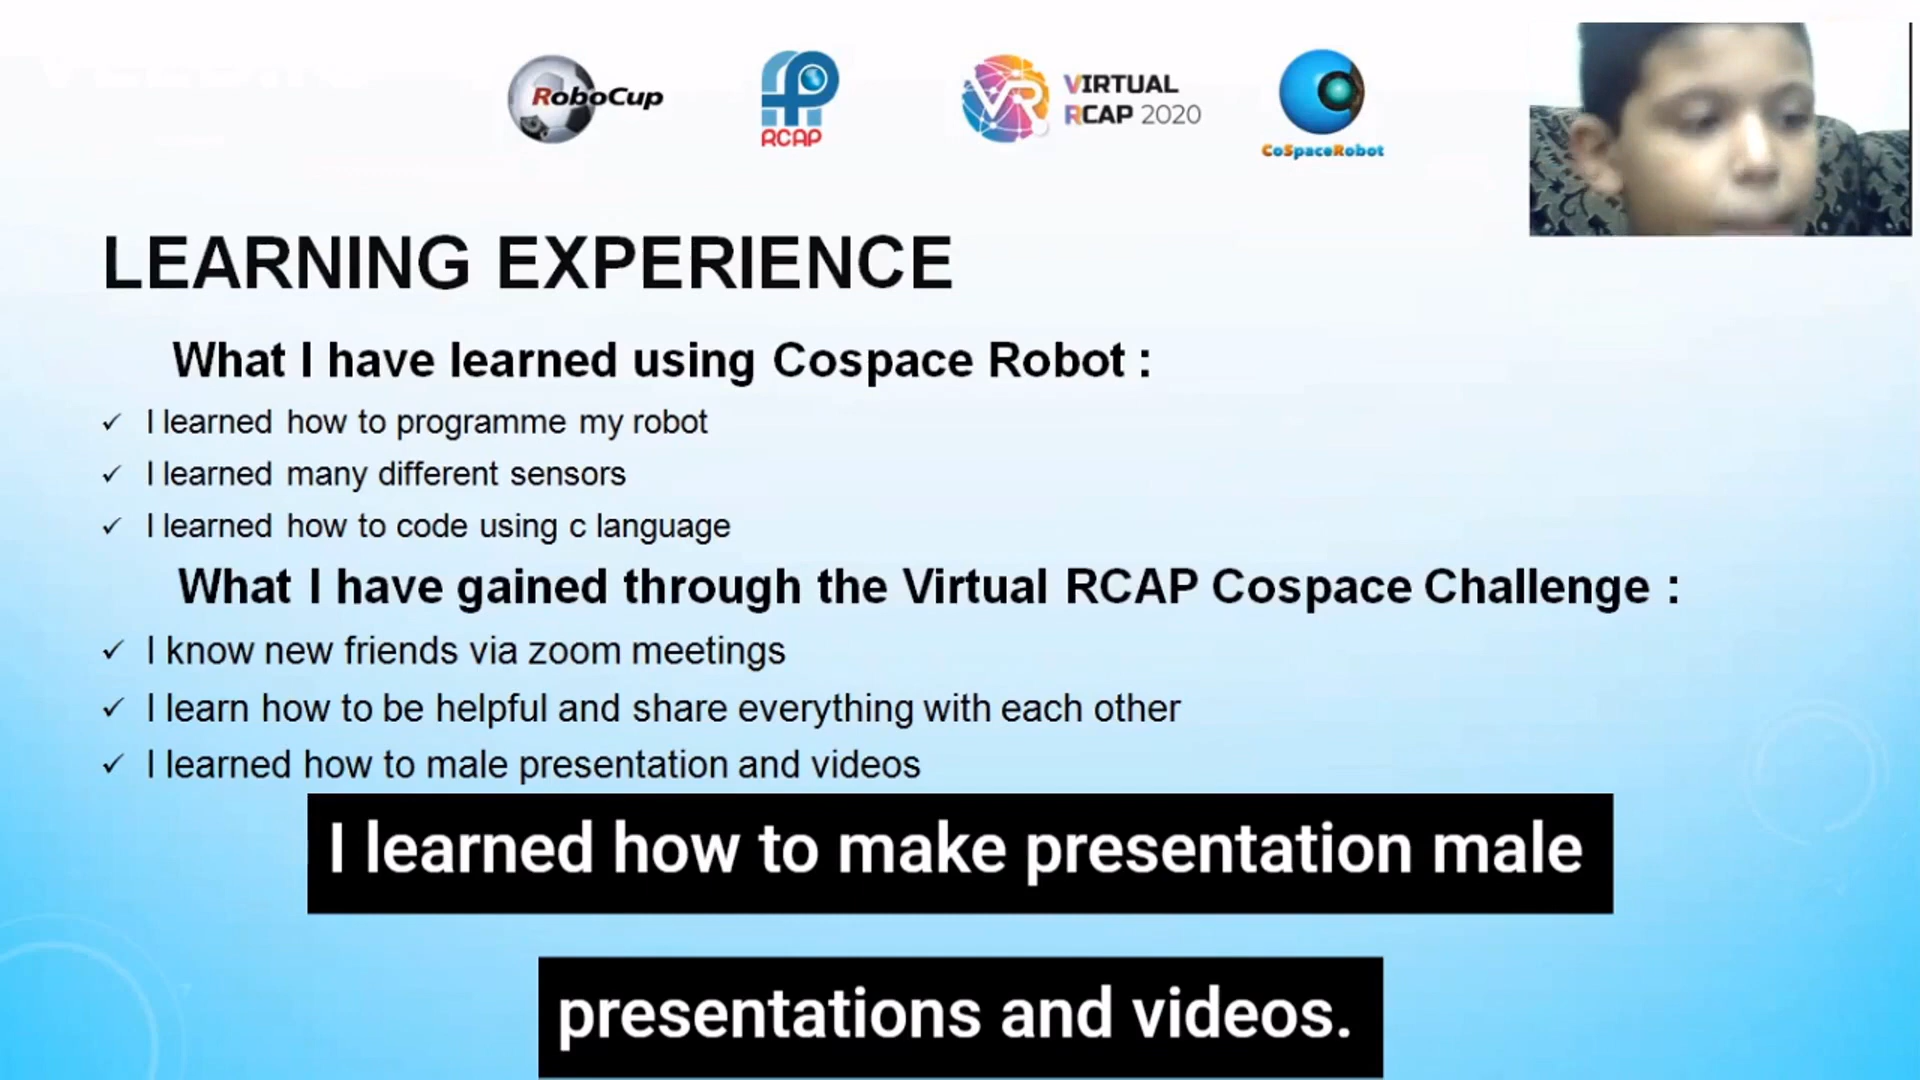 RoboCup
RCAP
VR
VIRTUAL
RCAP 2020
CoSpaceRobot
LEARNING EXPERIENCE
What I have learned using Cospace Robot :
✓ I learned how to programme my robot
✓ I learned many different sensors
✓ I learned how to code using c language
What I have gained through the Virtual RCAP Cospace Challenge :
✓ I know new friends via zoom meetings
✓ I learn how to be helpful and share everything with each other
✓ I learned how to male presentation and videos
I learned how to make presentation male
presentations and videos.